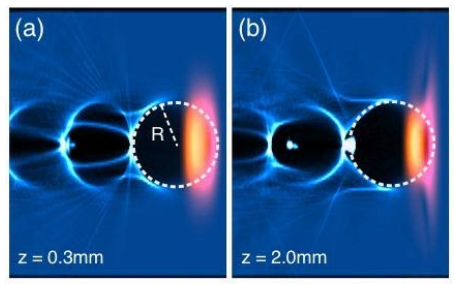 (a)
R
z = 0.3mm
(b)
z = 2.0mm